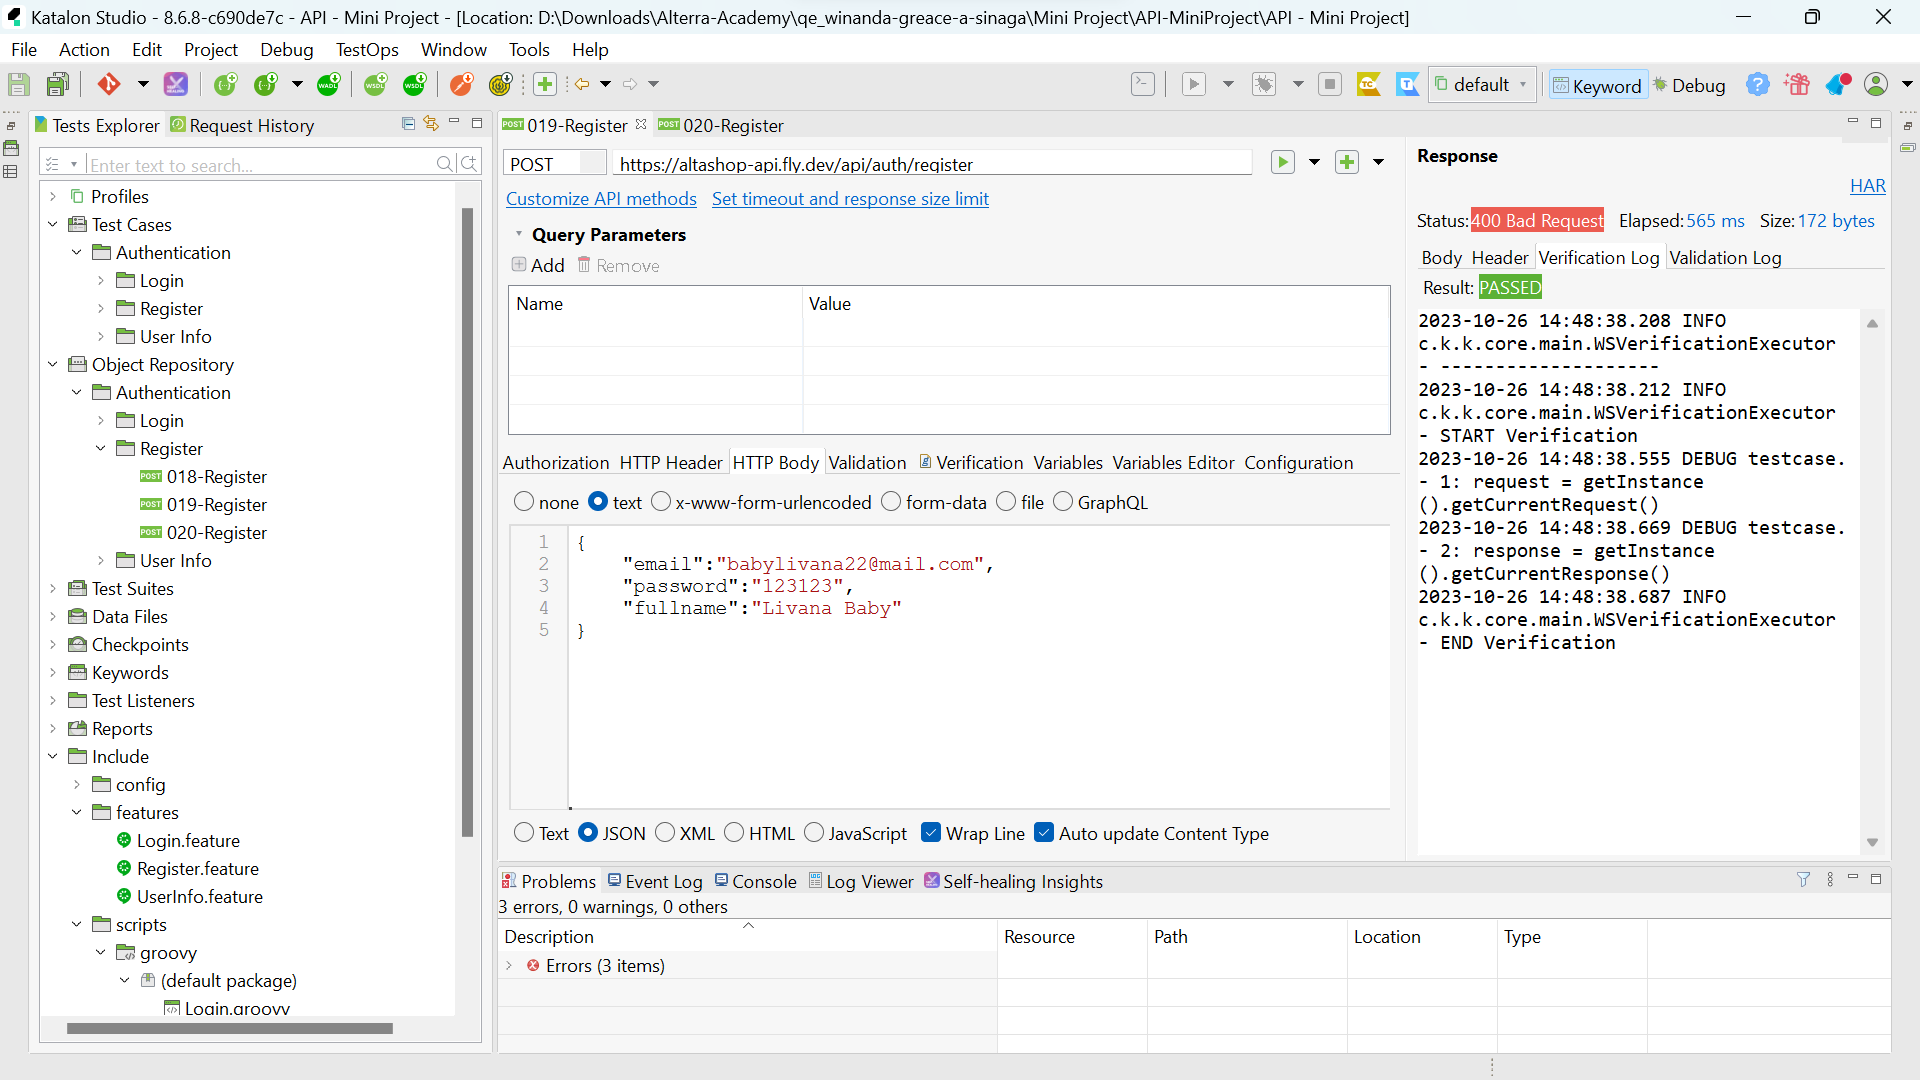 Katalon Studio - 8.6.8-c690de7c - API - Mini Project - [Location: D:\Downloads\Alterra-Academy\qe_winanda-greace-a-sinaga\Mini Project\API-MiniProject\API - Mini Project]
File Action Edit Project Debug TestOps Window Tools Help
default Keyword Debug
Tests Explorer Request History
Enter text to search...
Profiles
Test Cases
Authentication
Login
Register
User Info
Object Repository
Authentication
Login
Register
POST 018-Register
POST 019-Register
POST 020-Register
User Info
Test Suites
Data Files
Checkpoints
Keywords
Test Listeners
Reports
Include
config
features
Login.feature
Register.feature
UserInfo.feature
scripts
groovy
(default package)
Login.groovy
POST 019-Register POST 020-Register
POST https://altashop-api.fly.dev/api/auth/register
Customize API methods Set timeout and response size limit
Query Parameters
Add Remove
Name Value
Authorization HTTP Header HTTP Body Validation Verification Variables Variables Editor Configuration
none text x-www-form-urlencoded form-data file GraphQL
1 {
2 "email":"babylivana22@mail.com",
3 "password":"123123",
4 "fullname":"Livana Baby"
5 }
Text JSON XML HTML JavaScript Wrap Line Auto update Content Type
Response
HAR
Status: 400 Bad Request Elapsed: 565 ms Size: 172 bytes
Body Header Verification Log Validation Log
Result: PASSED
2023-10-26 14:48:38.208 INFO
c.k.k.core.main.WSVerificationExecutor
- --------------------
2023-10-26 14:48:38.212 INFO
c.k.k.core.main.WSVerificationExecutor
- START Verification
2023-10-26 14:48:38.555 DEBUG testcase.
- 1: request = getInstance
().getCurrentRequest()
2023-10-26 14:48:38.669 DEBUG testcase.
- 2: response = getInstance
().getCurrentResponse()
2023-10-26 14:48:38.687 INFO
c.k.k.core.main.WSVerificationExecutor
- END Verification
Problems Event Log Console Log Viewer Self-healing Insights
3 errors, 0 warnings, 0 others
Description Resource Path Location Type
Errors (3 items)